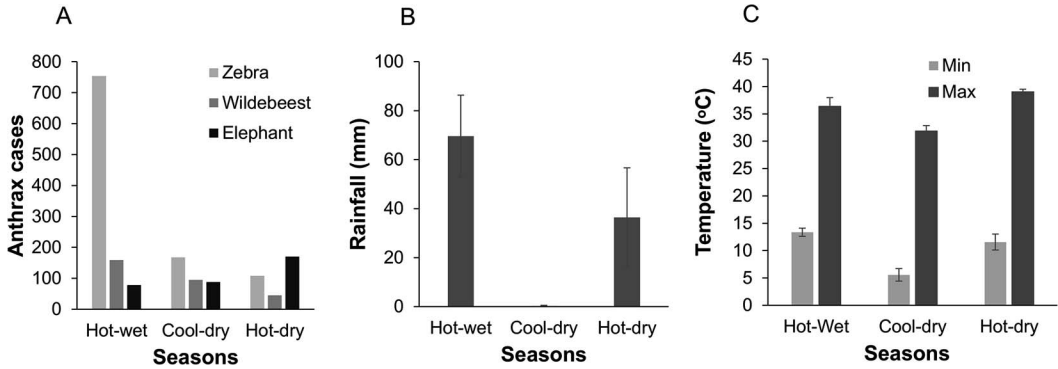 A
Anthrax cases
800
700
600
500
400
300
200
100
0
Zebra
Wildebeest
Elephant
Hot-wet Cool-dry Hot-dry
Seasons
B
Rainfall (mm)
100
80
60
40
20
0
Hot-wet Cool-dry Hot-dry
Seasons
C
Temperature (ºC)
45
40
35
30
25
20
15
10
5
0
Min
Max
Hot-Wet Cool-dry Hot-dry
Seasons